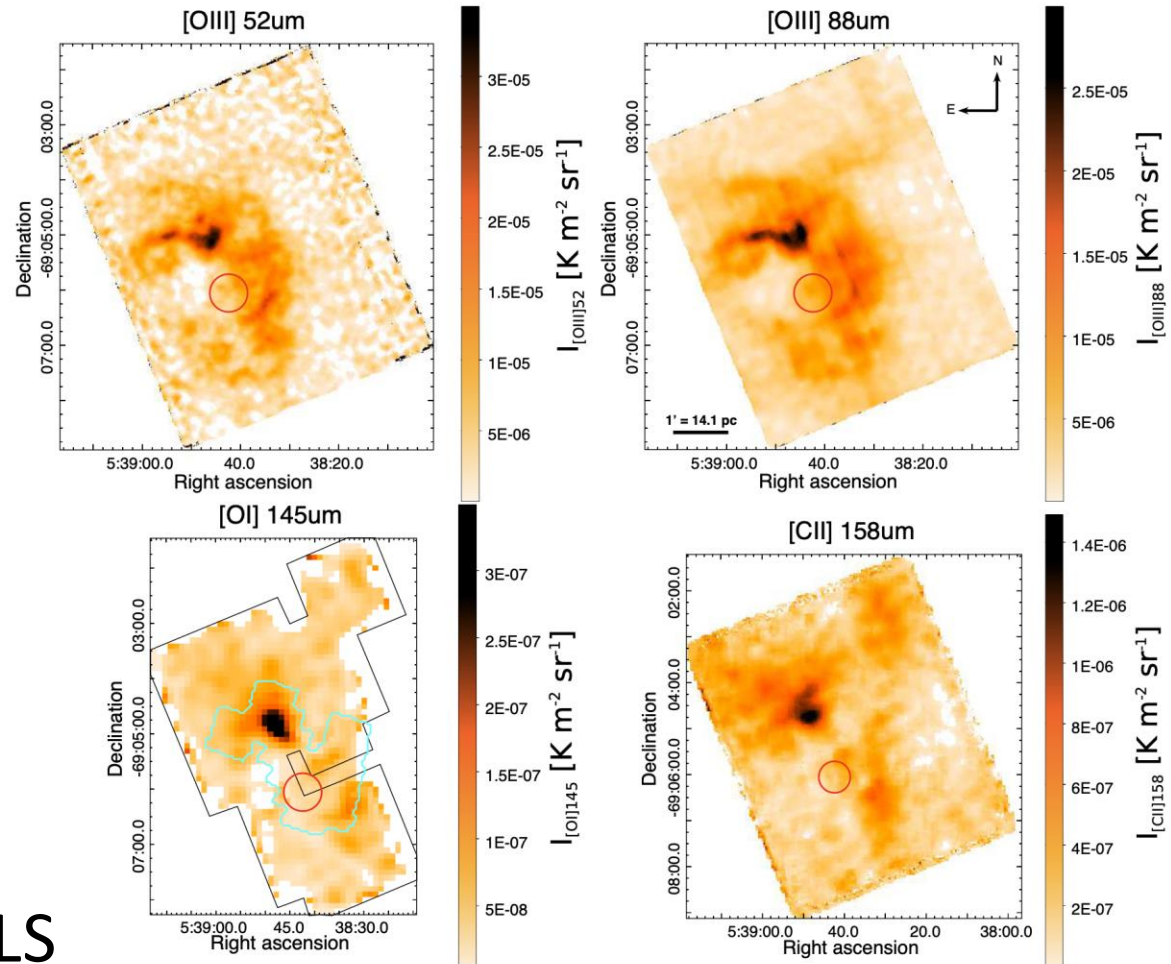 [OIII] 52um
03:00.0
-69:05:00.0
07:00.0
Declination
5:39:00.0 40.0 38:20.0
Right ascension
3E-05
2.5E-05
2E-05
1.5E-05
1E-05
5E-06
I[OIII]52 [K m-2 sr-1]
[OIII] 88um
N
E
03:00.0
-69:05:00.0
07:00.0
Declination
1' = 14.1 pc
5:39:00.0 40.0 38:20.0
Right ascension
2.5E-05
2E-05
1.5E-05
1E-05
5E-06
I[OIII]88 [K m-2 sr-1]
[OI] 145um
03:00.0
-69:05:00.0
07:00.0
Declination
5:39:00.0 45.0 38:30.0
Right ascension
3E-07
2.5E-07
2E-07
1.5E-07
1E-07
5E-08
I[OI]145 [K m-2 sr-1]
[CII] 158um
02:00.0
04:00.0
-69:06:00.0
08:00.0
Declination
5:39:00.0 40.0 20.0 38:00.0
Right ascension
1.4E-06
1.2E-06
1E-06
8E-07
6E-07
4E-07
2E-07
I[CII]158 [K m-2 sr-1]
LS